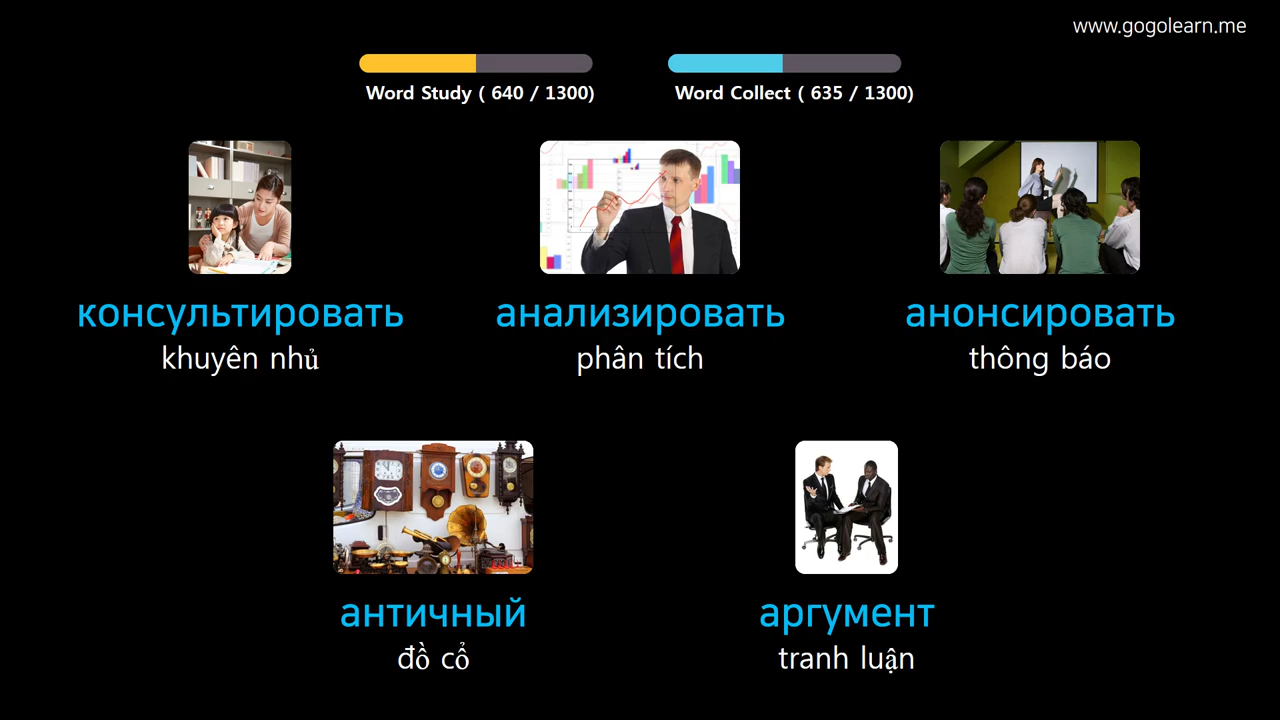 www.gogolearn.me
Word Study ( 640 / 1300)
Word Collect ( 635 / 1300)
консультировать
khuyên nhủ
анализировать
phân tích
анонсировать
thông báo
античный
đồ cổ
аргумент
tranh luận